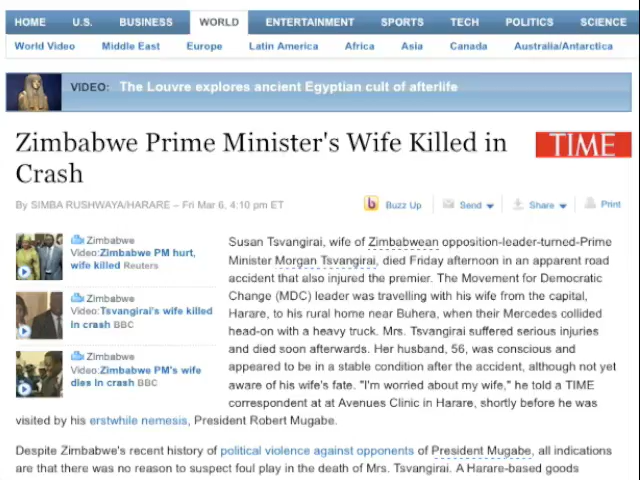 HOME U.S. BUSINESS WORLD ENTERTAINMENT SPORTS TECH POLITICS SCIENCE
World Video Middle East Europe Latin America Africa Asia Canada Australia/Antarctica
VIDEO: The Louvre explores ancient Egyptian cult of afterlife
Zimbabwe Prime Minister's Wife Killed in
Crash
TIME
By SIMBA RUSHWAYA/HARARE – Fri Mar 6, 4:10 pm ET
Buzz Up Send Share Print
Zimbabwe
Video:Zimbabwe PM hurt,
wife killed Reuters
Zimbabwe
Video:Tsvangirai's wife killed
in crash BBC
Zimbabwe
Video:Zimbabwe PM's wife
dies in crash BBC
Susan Tsvangirai, wife of Zimbabwean opposition-leader-turned-Prime
Minister Morgan Tsvangirai, died Friday afternoon in an apparent road
accident that also injured the premier. The Movement for Democratic
Change (MDC) leader was travelling with his wife from the capital,
Harare, to his rural home near Buhera, when their Mercedes collided
head-on with a heavy truck. Mrs. Tsvangirai suffered serious injuries
and died soon afterwards. Her husband, 56, was conscious and
appeared to be in a stable condition after the accident, although not yet
aware of his wife's fate. "I'm worried about my wife," he told a TIME
correspondent at at Avenues Clinic in Harare, shortly before he was
visited by his erstwhile nemesis, President Robert Mugabe.
Despite Zimbabwe's recent history of political violence against opponents of President Mugabe, all indications
are that there was no reason to suspect foul play in the death of Mrs. Tsvangirai. A Harare-based goods